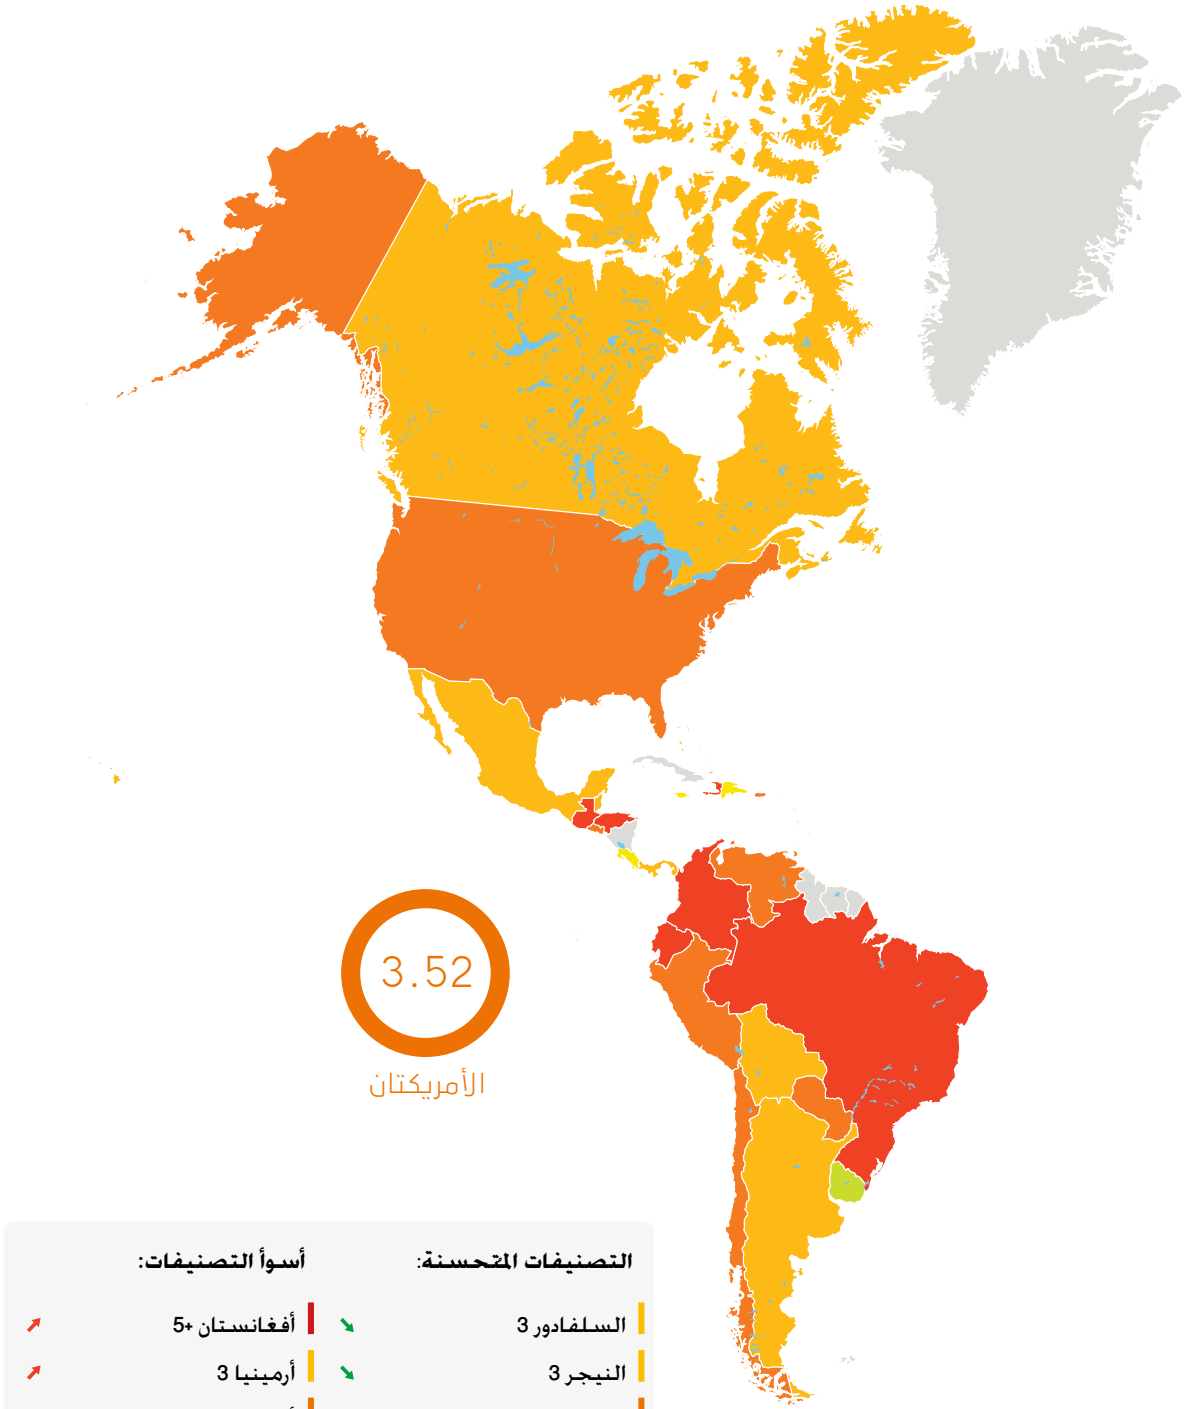 3.52
الأمريكتان
التصنيفات المتحسنة:
السلفادور 3
النيجر 3
أسوأ التصنيفات:
أفغانستان +5
أرمينيا 3